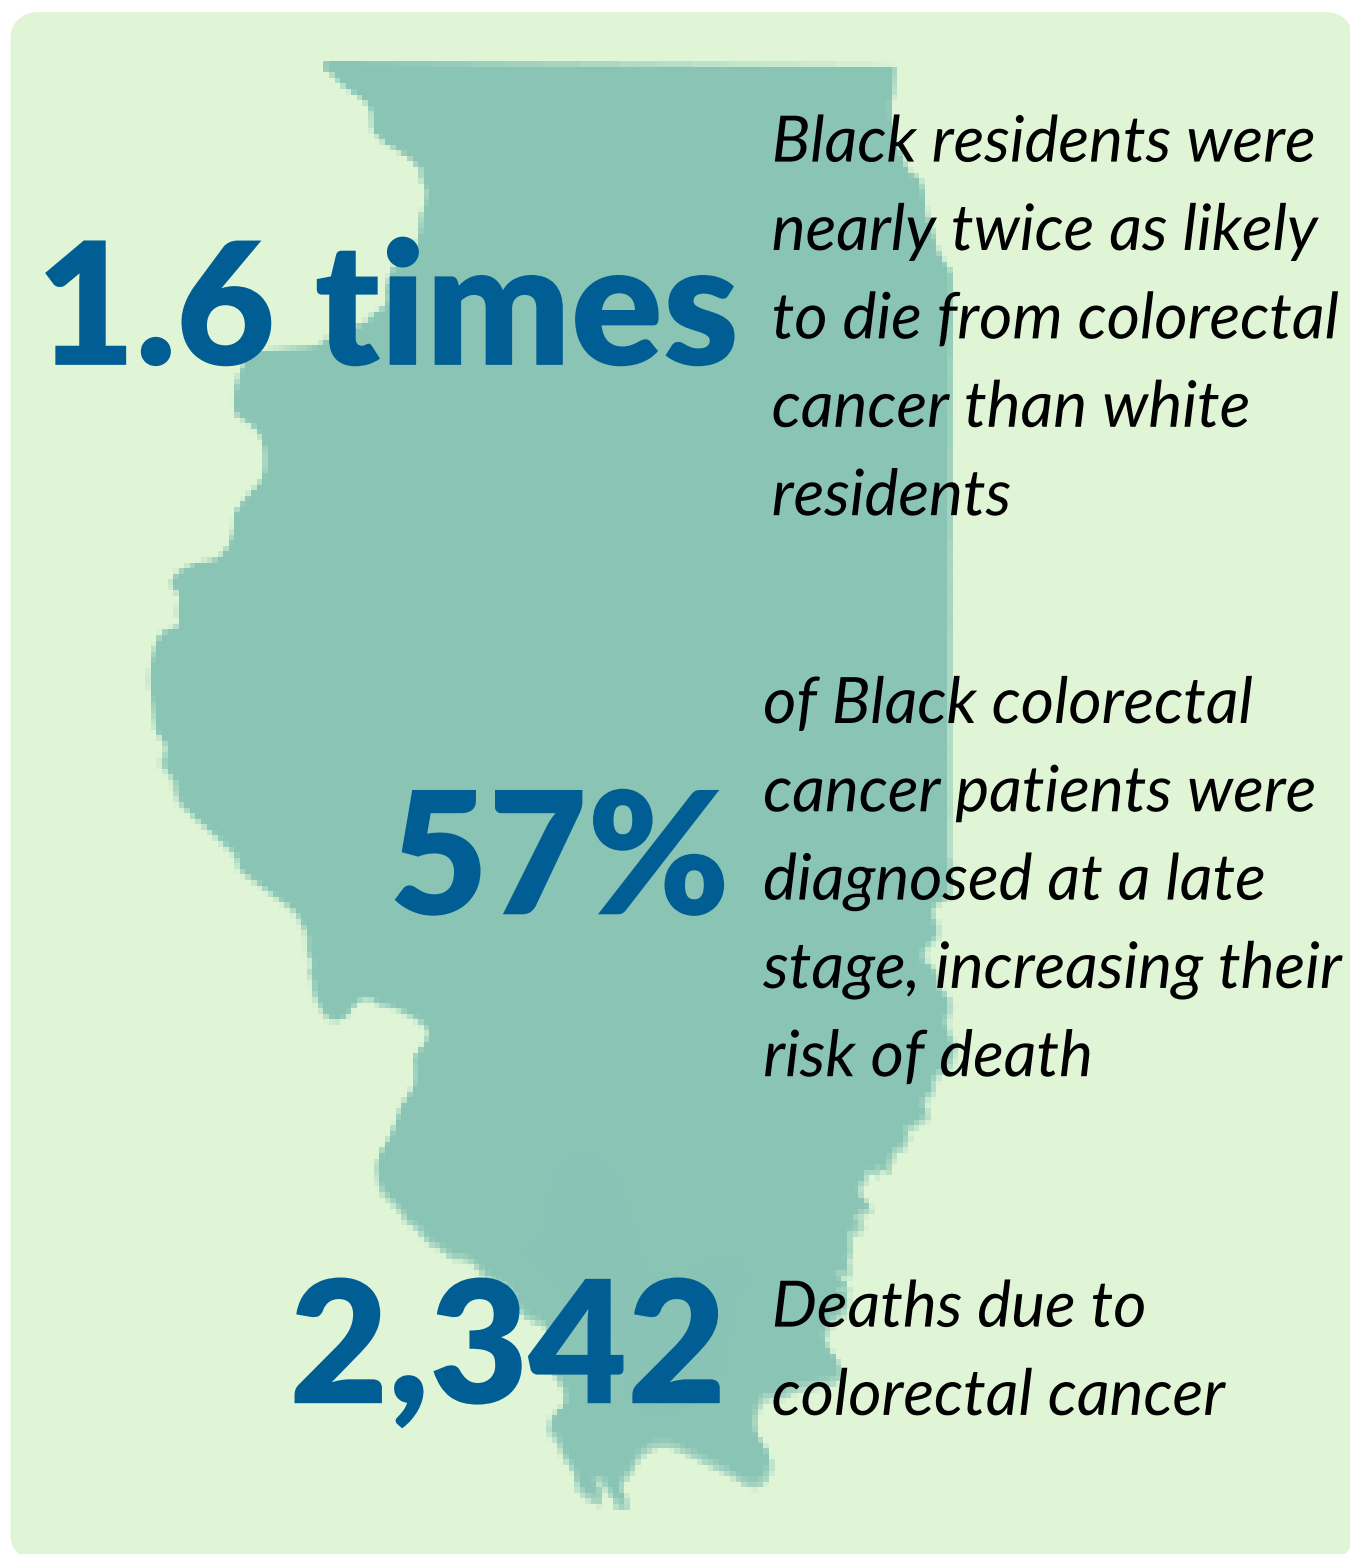 1.6 times
Black residents were
nearly twice as likely
to die from colorectal
cancer than white
residents
57%
of Black colorectal
cancer patients were
diagnosed at a late
stage, increasing their
risk of death
2,342
Deaths due to
colorectal cancer